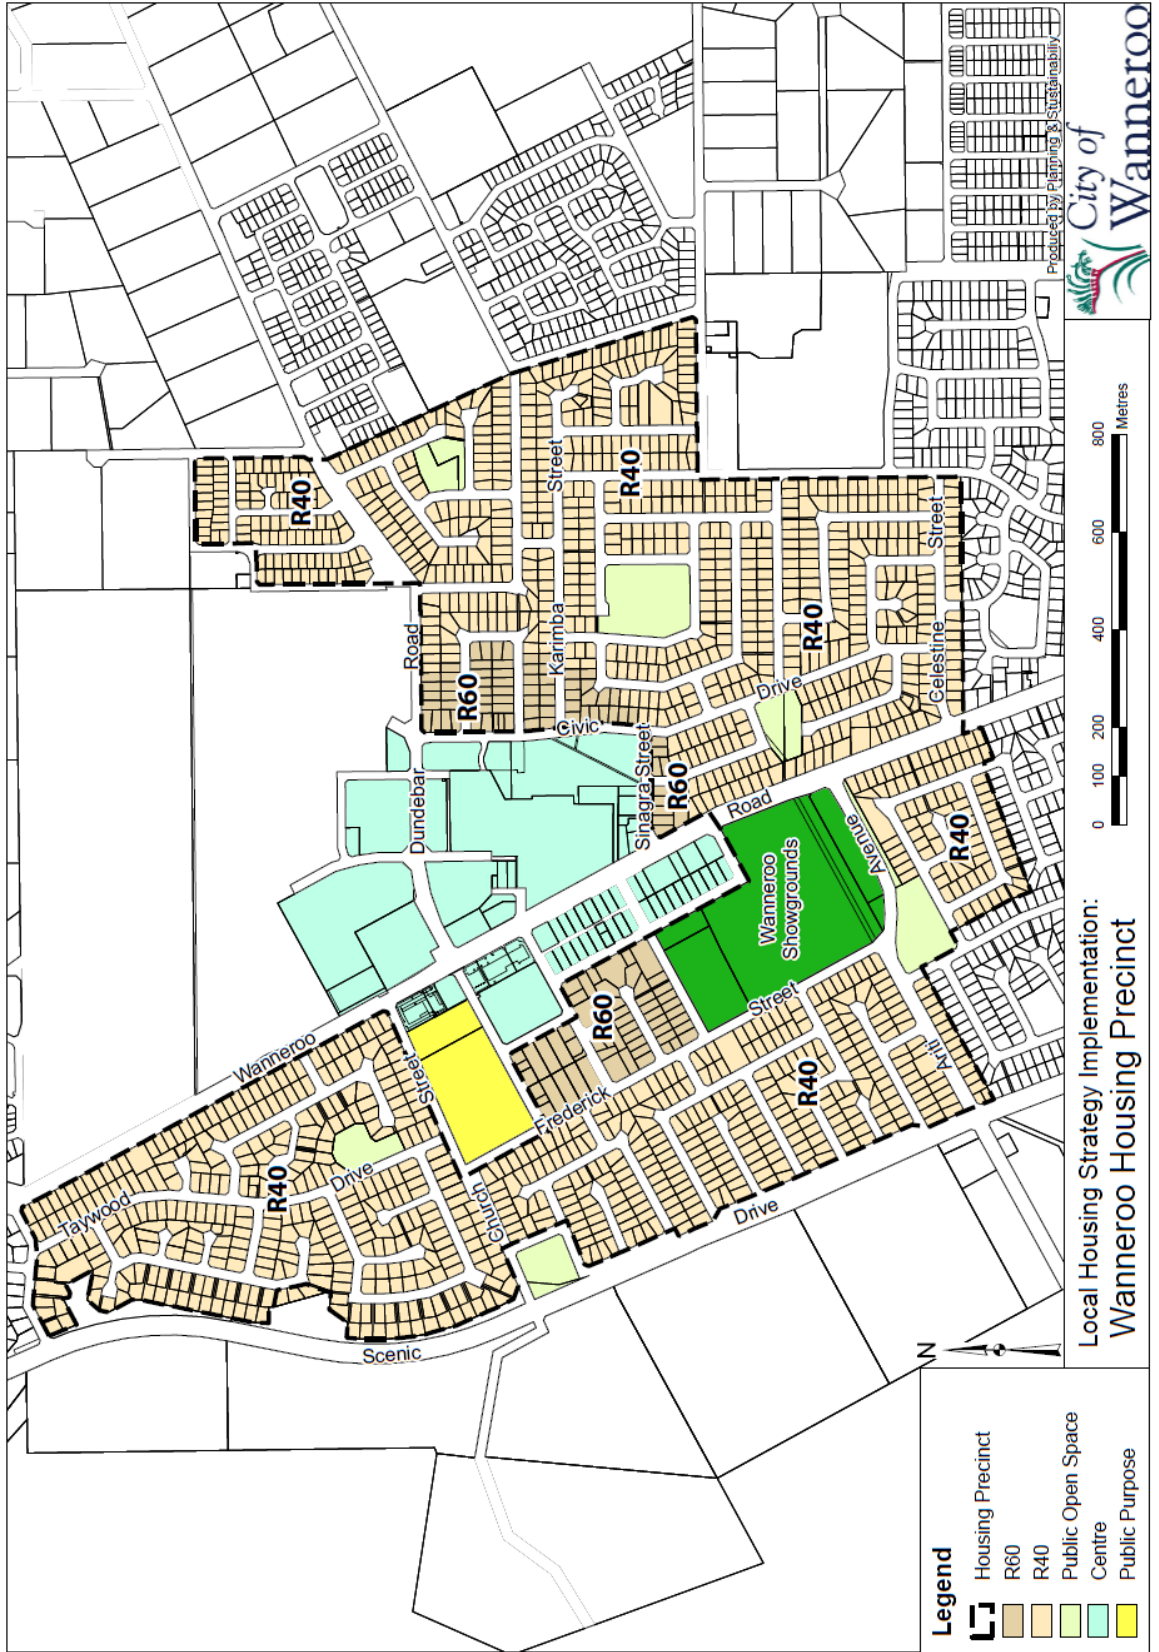 Wanneroo
Taywood
R40
Drive
Scenic
Street
Church
Frederick
R60
Street
R40
Drive
Ariti
Avenue
R40
Wanneroo
Showgrounds
Road
Dundebar
Road
R60
Civic
Sinagra Street
R60
Karimba
Street
R40
R40
Drive
R40
Celestine
Street
N
Legend
Housing Precinct
R60
R40
Public Open Space
Centre
Public Purpose
Local Housing Strategy Implementation:
Wanneroo Housing Precinct
0 100 200 400 600 800
Metres
Produced by Planning & Sustainability
City of
Wanneroo